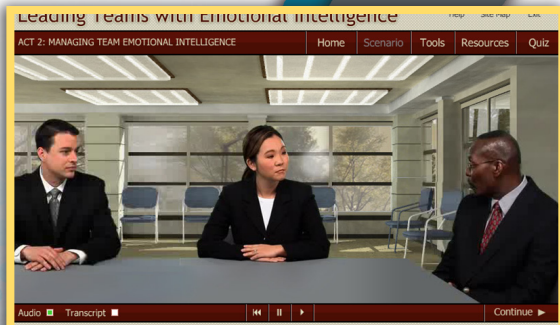 Leading Teams with Emotional Intelligence
Help Site Map Exit
ACT 2: MANAGING TEAM EMOTIONAL INTELLIGENCE
Home Scenario Tools Resources Quiz
Audio Transcript
Continue